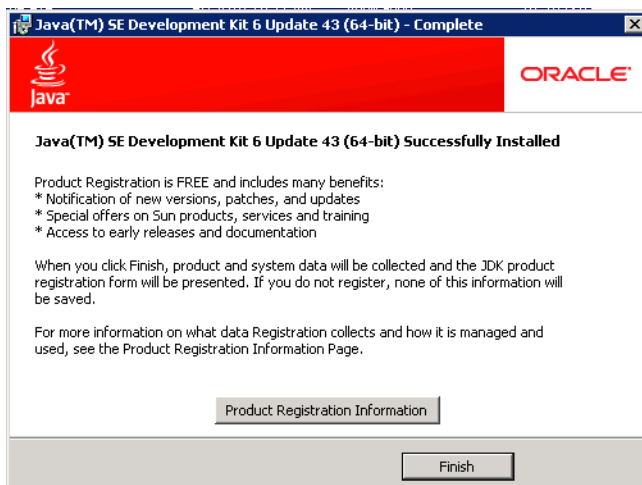 Java(TM) SE Development Kit 6 Update 43 (64-bit) - Complete
Java™
ORACLE®
Java(TM) SE Development Kit 6 Update 43 (64-bit) Successfully Installed
Product Registration is FREE and includes many benefits:
* Notification of new versions, patches, and updates
* Special offers on Sun products, services and training
* Access to early releases and documentation
When you click Finish, product and system data will be collected and the JDK product
registration form will be presented. If you do not register, none of this information will
be saved.
For more information on what data Registration collects and how it is managed and
used, see the Product Registration Information Page.
Product Registration Information
Finish